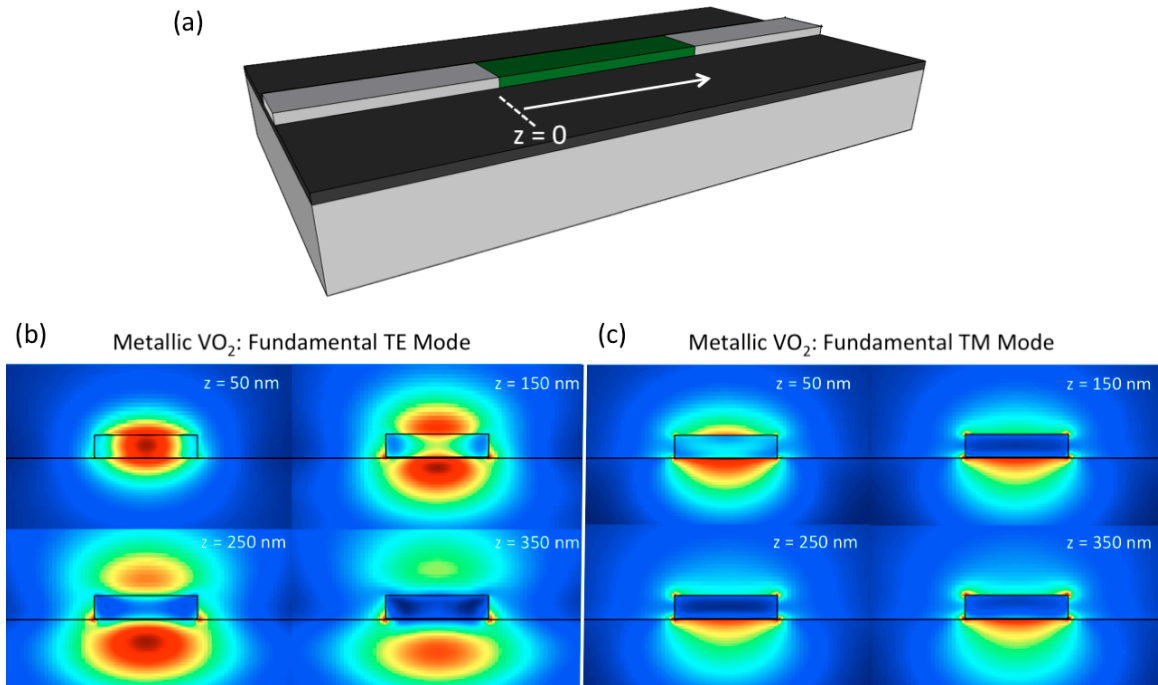 (a)
z = 0
(b)
Metallic VO₂: Fundamental TE Mode
z = 50 nm
z = 150 nm
z = 250 nm
z = 350 nm
(c)
Metallic VO₂: Fundamental TM Mode
z = 50 nm
z = 150 nm
z = 250 nm
z = 350 nm